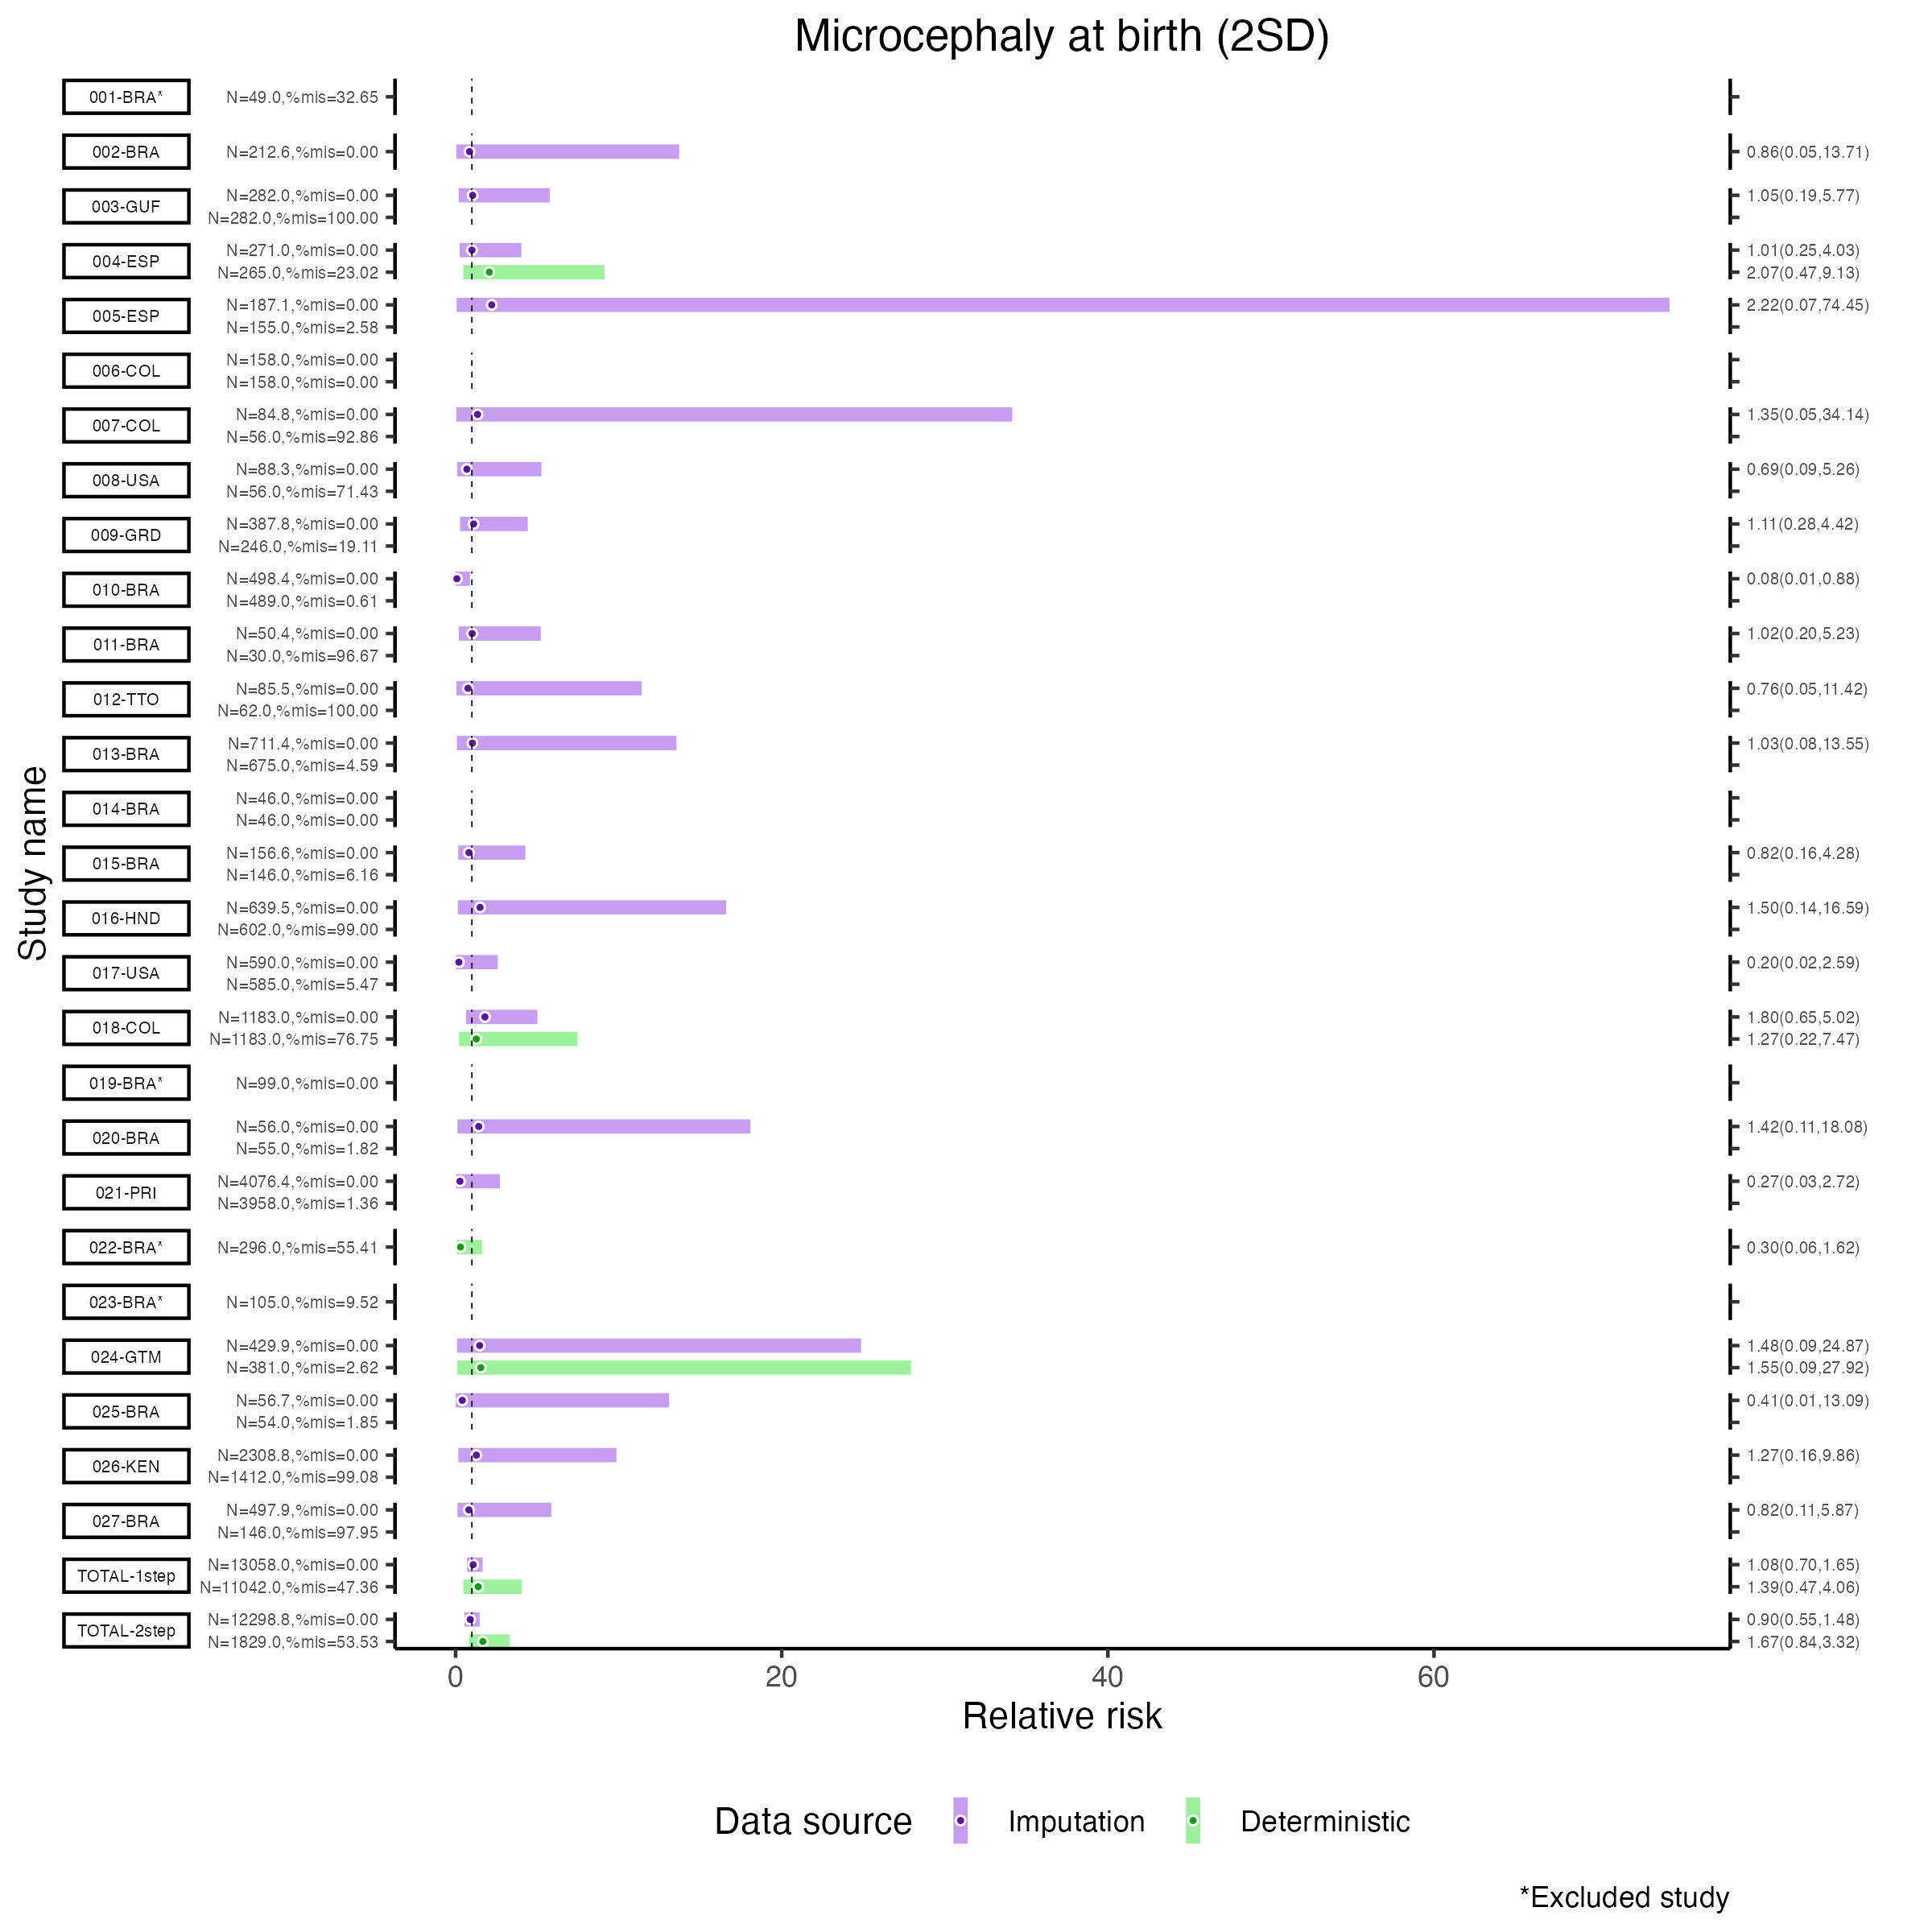 Microcephaly at birth (2SD)
Study name
001-BRA* N=49.0,%mis=32.65
002-BRA N=212.6,%mis=0.00 0.86(0.05,13.71)
003-GUF
N=282.0,%mis=0.00 1.05(0.19,5.77)
N=282.0,%mis=100.00
004-ESP
N=271.0,%mis=0.00 1.01(0.25,4.03)
N=265.0,%mis=23.02 2.07(0.47,9.13)
005-ESP
N=187.1,%mis=0.00 2.22(0.07,74.45)
N=155.0,%mis=2.58
006-COL
N=158.0,%mis=0.00
N=158.0,%mis=0.00
007-COL
N=84.8,%mis=0.00 1.35(0.05,34.14)
N=56.0,%mis=92.86
008-USA
N=88.3,%mis=0.00 0.69(0.09,5.26)
N=56.0,%mis=71.43
009-GRD
N=387.8,%mis=0.00 1.11(0.28,4.42)
N=246.0,%mis=19.11
010-BRA
N=498.4,%mis=0.00 0.08(0.01,0.88)
N=489.0,%mis=0.61
011-BRA
N=50.4,%mis=0.00 1.02(0.20,5.23)
N=30.0,%mis=96.67
012-TTO
N=85.5,%mis=0.00 0.76(0.05,11.42)
N=62.0,%mis=100.00
013-BRA
N=711.4,%mis=0.00 1.03(0.08,13.55)
N=675.0,%mis=4.59
014-BRA
N=46.0,%mis=0.00
N=46.0,%mis=0.00
015-BRA
N=156.6,%mis=0.00 0.82(0.16,4.28)
N=146.0,%mis=6.16
016-HND
N=639.5,%mis=0.00 1.50(0.14,16.59)
N=602.0,%mis=99.00
017-USA
N=590.0,%mis=0.00 0.20(0.02,2.59)
N=585.0,%mis=5.47
018-COL
N=1183.0,%mis=0.00 1.80(0.65,5.02)
N=1183.0,%mis=76.75 1.27(0.22,7.47)
019-BRA* N=99.0,%mis=0.00
020-BRA
N=56.0,%mis=0.00 1.42(0.11,18.08)
N=55.0,%mis=1.82
021-PRI
N=4076.4,%mis=0.00 0.27(0.03,2.72)
N=3958.0,%mis=1.36
022-BRA* N=296.0,%mis=55.41 0.30(0.06,1.62)
023-BRA* N=105.0,%mis=9.52
024-GTM
N=429.9,%mis=0.00 1.48(0.09,24.87)
N=381.0,%mis=2.62 1.55(0.09,27.92)
025-BRA
N=56.7,%mis=0.00 0.41(0.01,13.09)
N=54.0,%mis=1.85
026-KEN
N=2308.8,%mis=0.00 1.27(0.16,9.86)
N=1412.0,%mis=99.08
027-BRA
N=497.9,%mis=0.00 0.82(0.11,5.87)
N=146.0,%mis=97.95
TOTAL-1step
N=13058.0,%mis=0.00 1.08(0.70,1.65)
N=11042.0,%mis=47.36 1.39(0.47,4.06)
TOTAL-2step
N=12298.8,%mis=0.00 0.90(0.55,1.48)
N=1829.0,%mis=53.53 1.67(0.84,3.32)
0 20 40 60
Relative risk
Data source Imputation Deterministic
*Excluded study